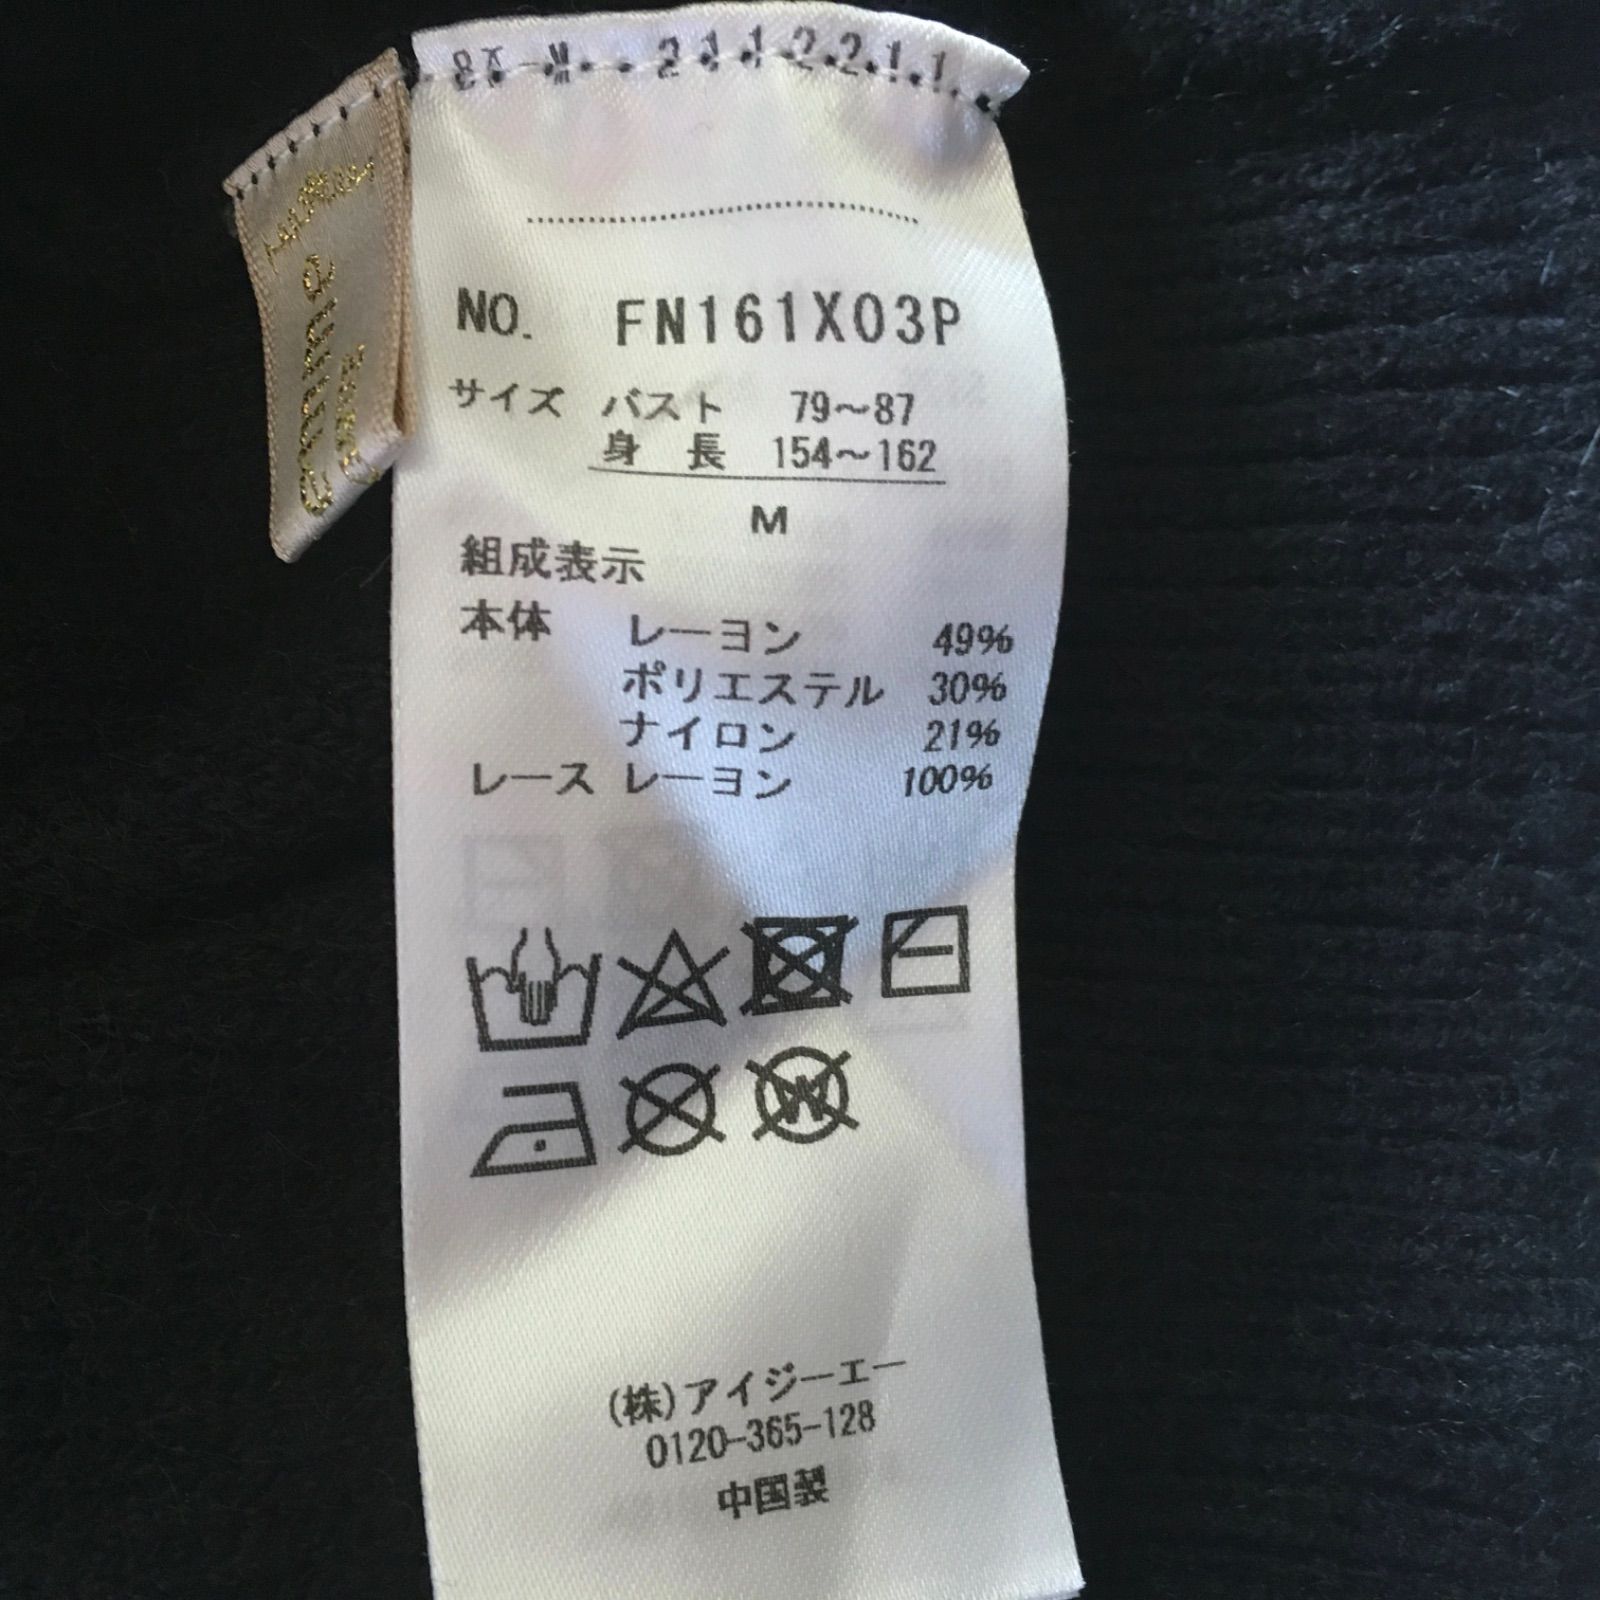 NO. FN161X03P
サイズ バスト 79～87
身 長 154～162
M
組成表示
本体 レーヨン 49%
ポリエステル 30%
ナイロン 21%
レース レーヨン 100%
W
(株)アイジーエー
0120-365-128
中国製